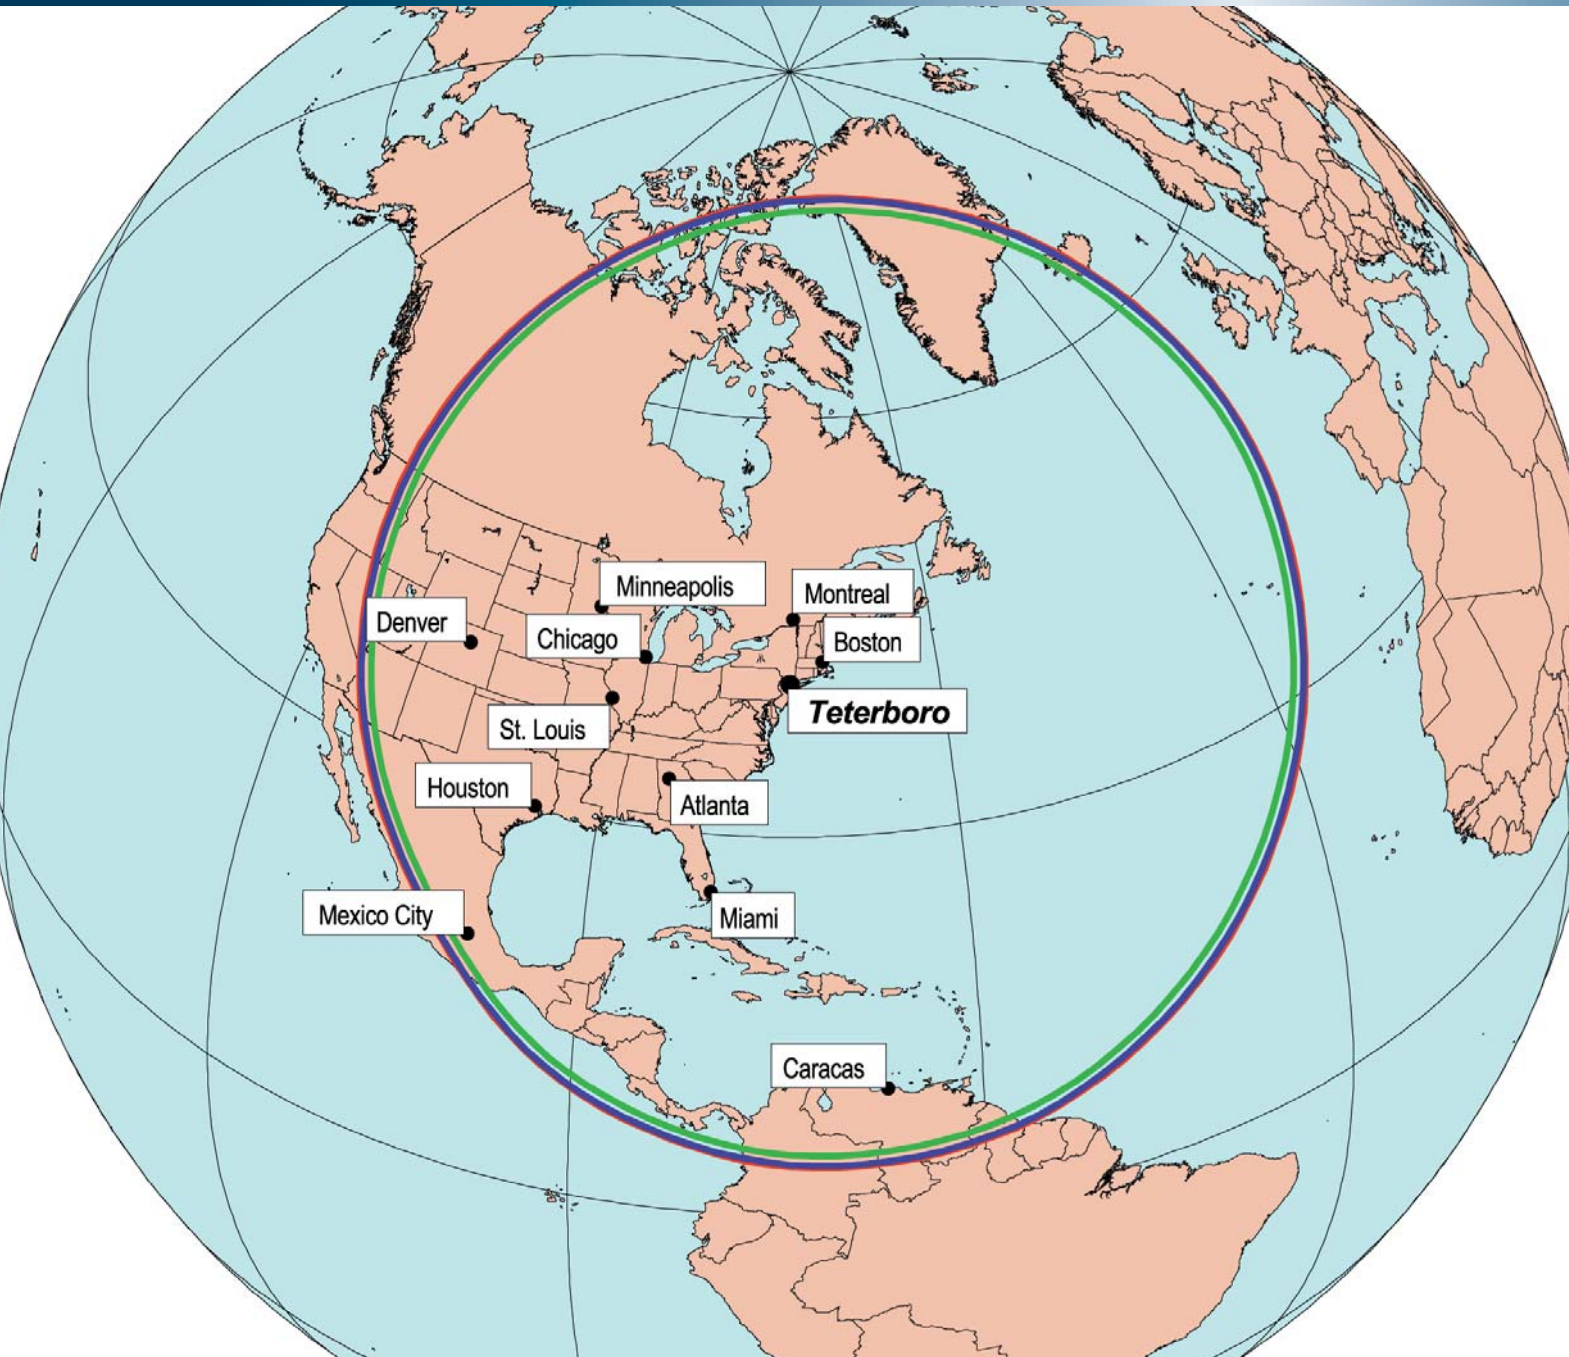 Minneapolis
Montreal
Denver
Chicago
Boston
Teterboro
St. Louis
Houston
Atlanta
Mexico City
Miami
Caracas